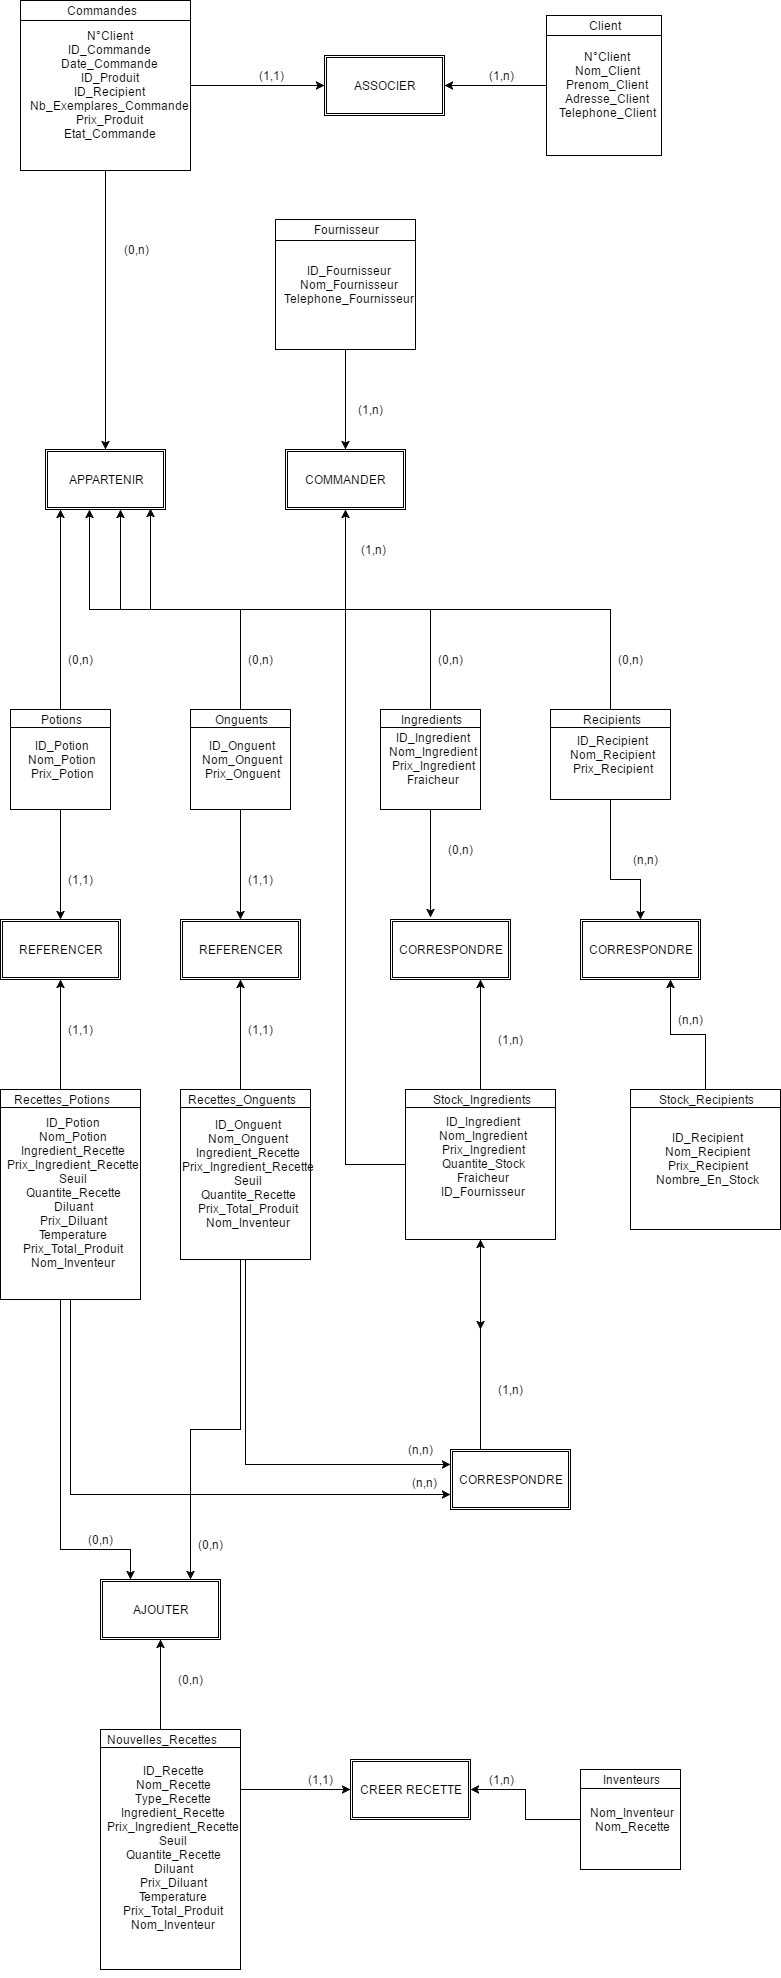 Commandes
N°Client
ID_Commande
Date_Commande
ID_Produit
ID_Recipient
Nb_Exemplares_Commande
Prix_Produit
Etat_Commande
(1,1)
ASSOCIER
(1,n)
Client
N°Client
Nom_Client
Prenom_Client
Adresse_Client
Telephone_Client
(0,n)
Fournisseur
ID_Fournisseur
Nom_Fournisseur
Telephone_Fournisseur
(1,n)
APPARTENIR
COMMANDER
(1,n)
(0,n)
(0,n)
(0,n)
(0,n)
Potions
ID_Potion
Nom_Potion
Prix_Potion
Onguents
ID_Onguent
Nom_Onguent
Prix_Onguent
Ingredients
ID_Ingredient
Nom_Ingredient
Prix_Ingredient
Fraicheur
Recipients
ID_Recipient
Nom_Recipient
Prix_Recipient
(1,1)
(1,1)
(0,n)
(n,n)
REFERENCER
REFERENCER
CORRESPONDRE
CORRESPONDRE
(1,1)
(1,1)
(1,n)
(n,n)
Recettes_Potions
ID_Potion
Nom_Potion
Ingredient_Recette
Prix_Ingredient_Recette
Seuil
Quantite_Recette
Diluant
Prix_Diluant
Temperature
Prix_Total_Produit
Nom_Inventeur
Recettes_Onguents
ID_Onguent
Nom_Onguent
Ingredient_Recette
Prix_Ingredient_Recette
Seuil
Quantite_Recette
Prix_Total_Produit
Nom_Inventeur
Stock_Ingredients
ID_Ingredient
Nom_Ingredient
Prix_Ingredient
Quantite_Stock
Fraicheur
ID_Fournisseur
Stock_Recipients
ID_Recipient
Nom_Recipient
Prix_Recipient
Nombre_En_Stock
(1,n)
(n,n)
(n,n)
CORRESPONDRE
(0,n)
(0,n)
AJOUTER
(0,n)
Nouvelles_Recettes
ID_Recette
Nom_Recette
Type_Recette
Ingredient_Recette
Prix_Ingredient_Recette
Seuil
Quantite_Recette
Diluant
Prix_Diluant
Temperature
Prix_Total_Produit
Nom_Inventeur
(1,1)
CREER RECETTE
(1,n)
Inventeurs
Nom_Inventeur
Nom_Recette